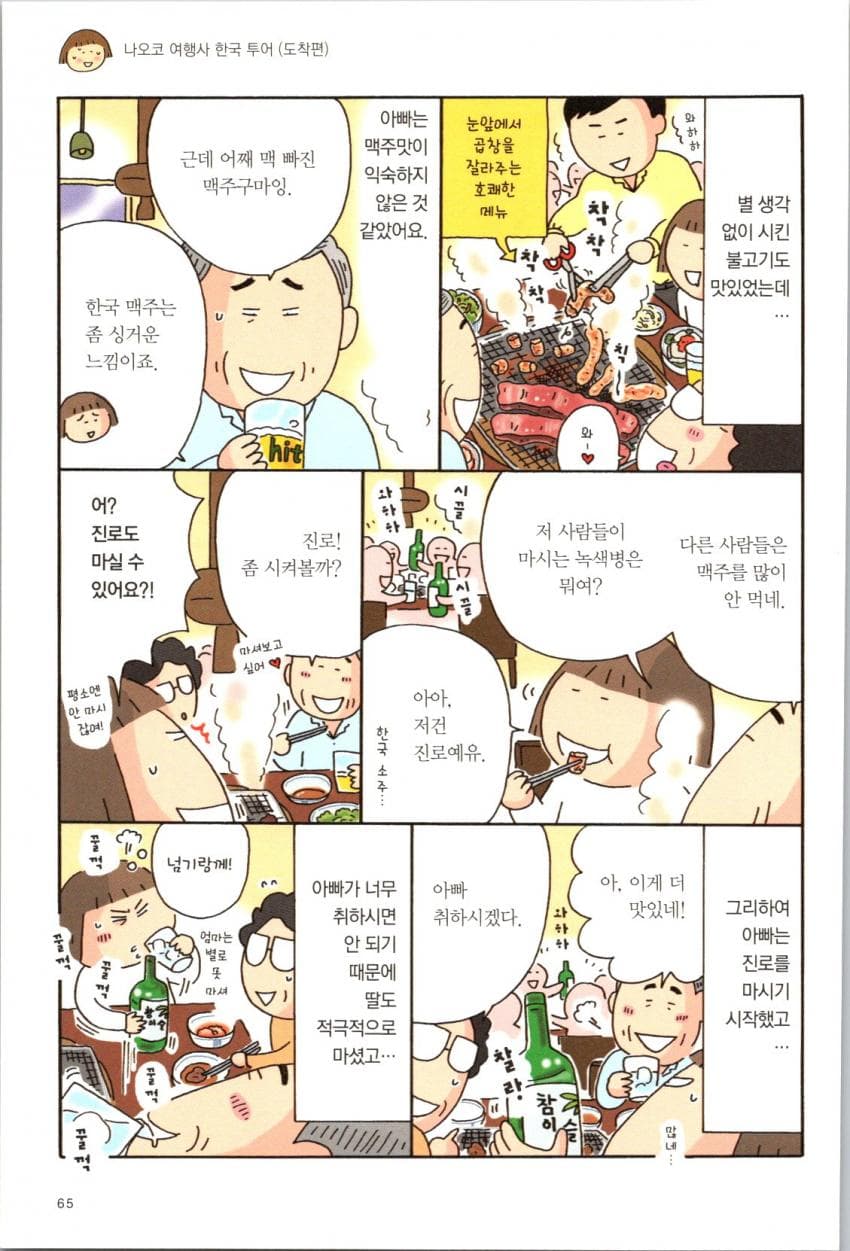 나오코 여행사 한국 투어 (도착편)
별 생각
없이 시킨
불고기도
맛있었는데
…
와
하
하
눈앞에서
곱창을
잘라주는
호쾌한
메뉴
착
착
착
착
칙
와—♥
아빠는
맥주맛이
익숙하지
않은 것
같았어요.
근데 어째 맥 빠진
맥주구마잉.
한국 맥주는
좀 싱거운
느낌이죠.
hit
다른 사람들은
맥주를 많이
안 먹네.
저 사람들이
마시는 녹색병은
뭐여?
시끌
와하하
시끌
아아,
저건
진로예유.
한국 소주…
진로!
좀 시켜볼까?
마셔보고
싶어♥
어?
진로도
마실 수
있어요?!
평소엔
안 마시
잖여!
그리하여
아빠는
진로를
마시기
시작했고
…
아, 이게 더
맛있네!
와하하
아빠
취하시겠다.
찰랑
참이슬
많네…
아빠가 너무
취하시면
안 되기
때문에
딸도
적극적으로
마셨고…
넘기랑께!
엄마는
별로
못
마셔
꿀꺽
꿀꺽
꿀꺽
꿀꺽
꿀꺽
참이슬
65